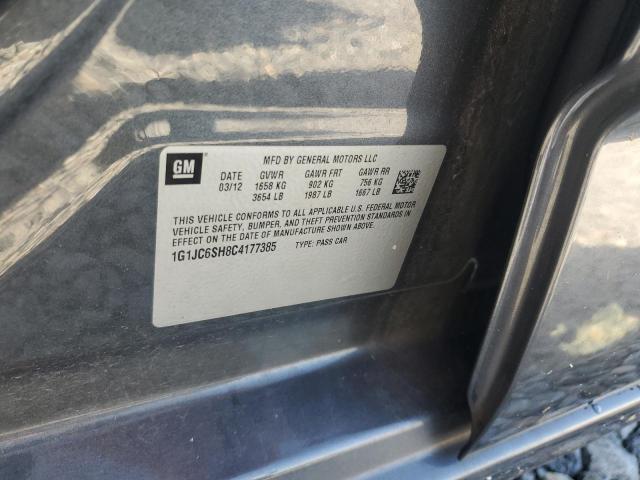 GM
MFD BY GENERAL MOTORS LLC
DATE GVWR GAWR FRT GAWR RR
03/12 1658 KG 902 KG 756 KG
3654 LB 1987 LB 1667 LB
THIS VEHICLE CONFORMS TO ALL APPLICABLE U.S. FEDERAL MOTOR
VEHICLE SAFETY, BUMPER, AND THEFT PREVENTION STANDARDS IN
EFFECT ON THE DATE OF MANUFACTURE SHOWN ABOVE.
1G1JC6SH8C4177385 TYPE: PASS CAR